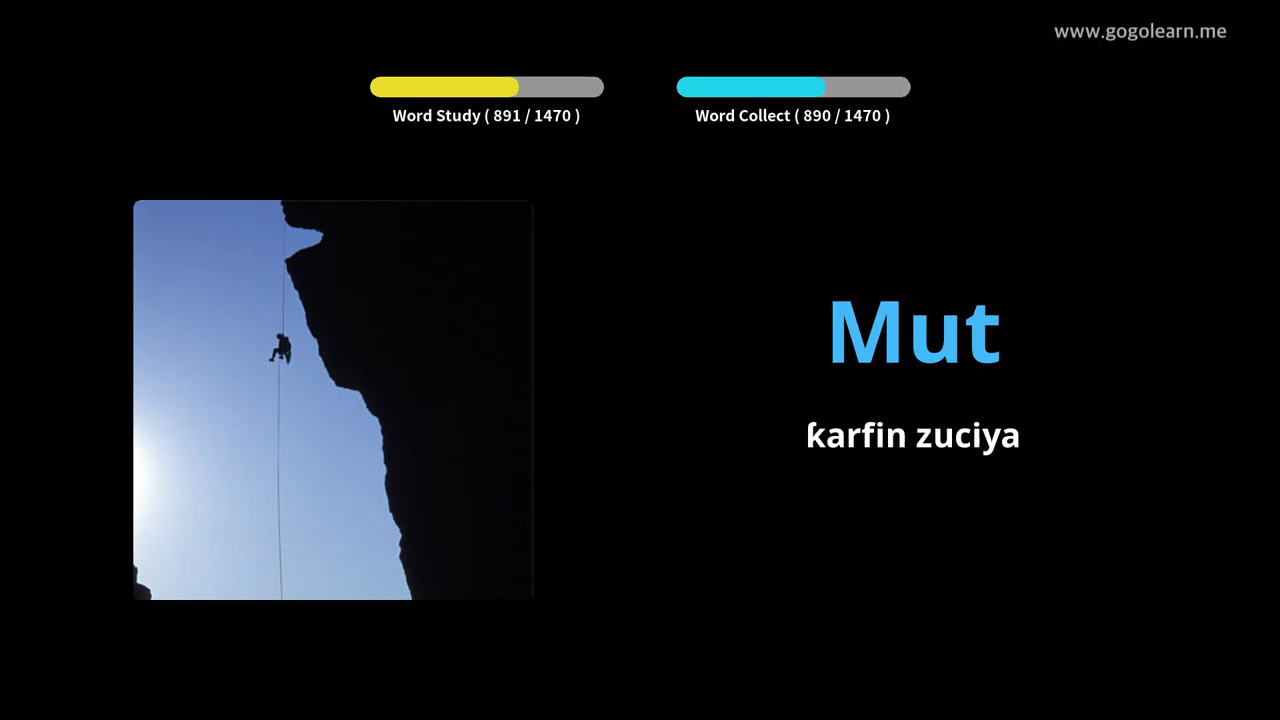 www.gogolearn.me
Word Study ( 891 / 1470 )
Word Collect ( 890 / 1470 )
Mut
ƙarfin zuciya